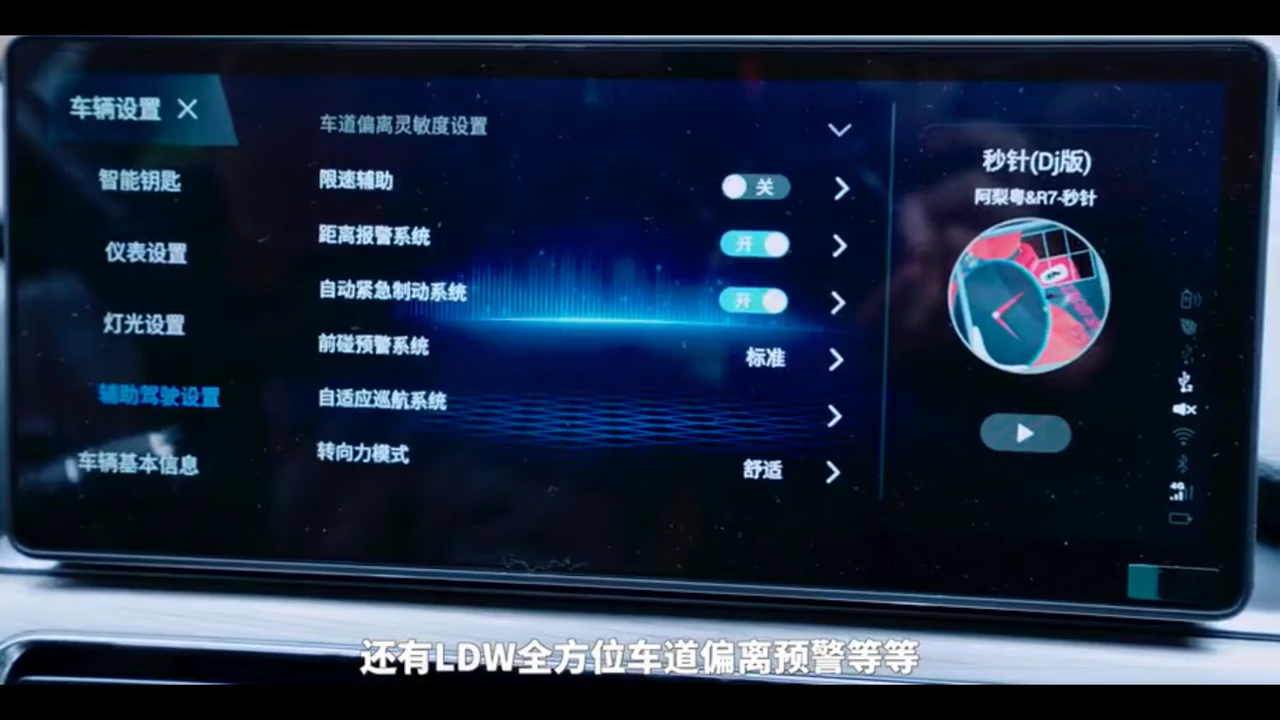 车辆设置
智能钥匙
仪表设置
灯光设置
辅助驾驶设置
车辆基本信息
车道偏离灵敏度设置
限速辅助 关
距离报警系统 开
自动紧急制动系统 开
前碰预警系统 标准
自适应巡航系统
转向力模式 舒适
秒针(Dj版)
阿梨粤&R7-秒针
4G
还有LDW全方位车道偏离预警等等